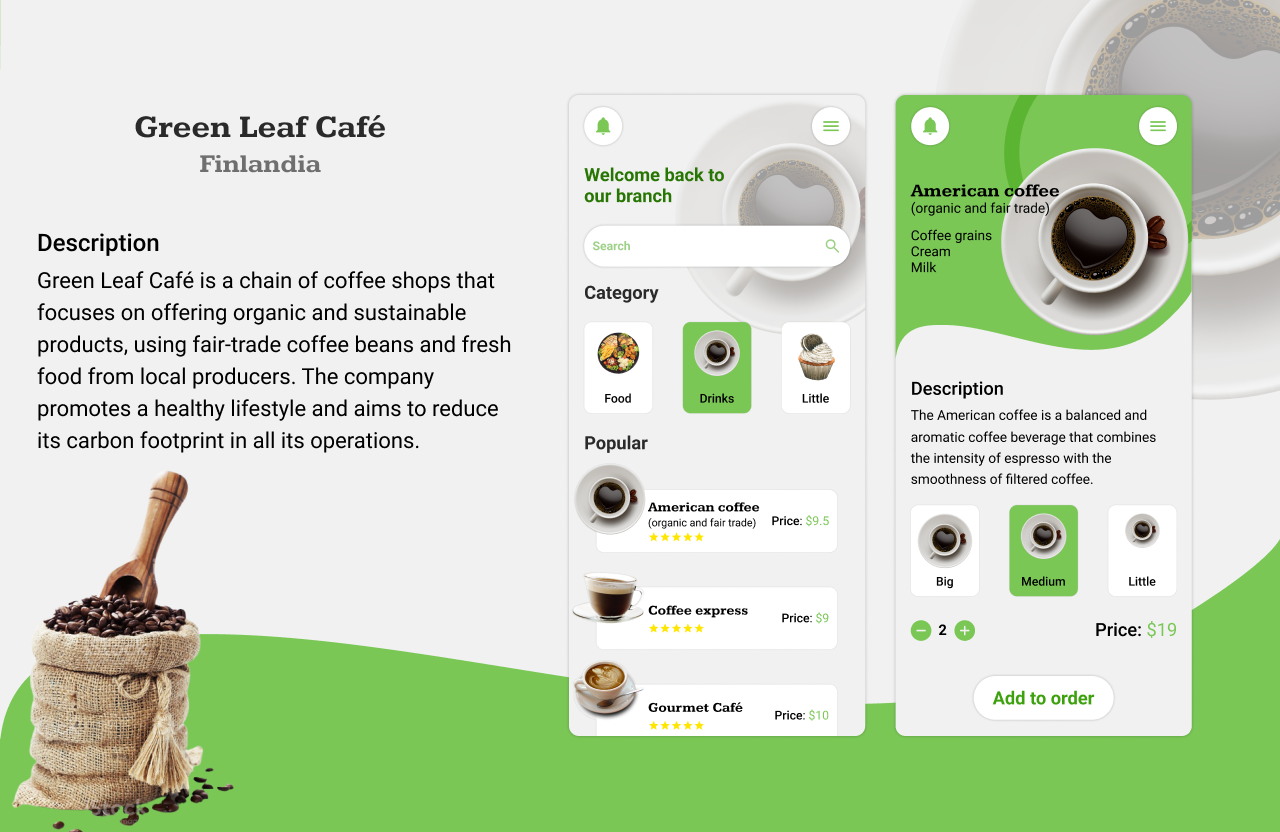 Green Leaf Café
Finlandia
Description
Green Leaf Café is a chain of coffee shops that
focuses on offering organic and sustainable
products, using fair-trade coffee beans and fresh
food from local producers. The company
promotes a healthy lifestyle and aims to reduce
its carbon footprint in all its operations.
Welcome back to
our branch
Search
Category
Food
Drinks
Little
Popular
American coffee
(organic and fair trade)
Price: $9.5
Coffee express
Price: $9
Gourmet Café
Price: $10
American coffee
(organic and fair trade)
Coffee grains
Cream
Milk
Description
The American coffee is a balanced and
aromatic coffee beverage that combines
the intensity of espresso with the
smoothness of filtered coffee.
Big
Medium
Little
2
Price: $19
Add to order